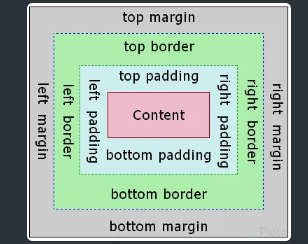 top margin
top border
top padding
left margin
left border
left padding
Content
right padding
right border
right margin
bottom padding
bottom border
bottom margin